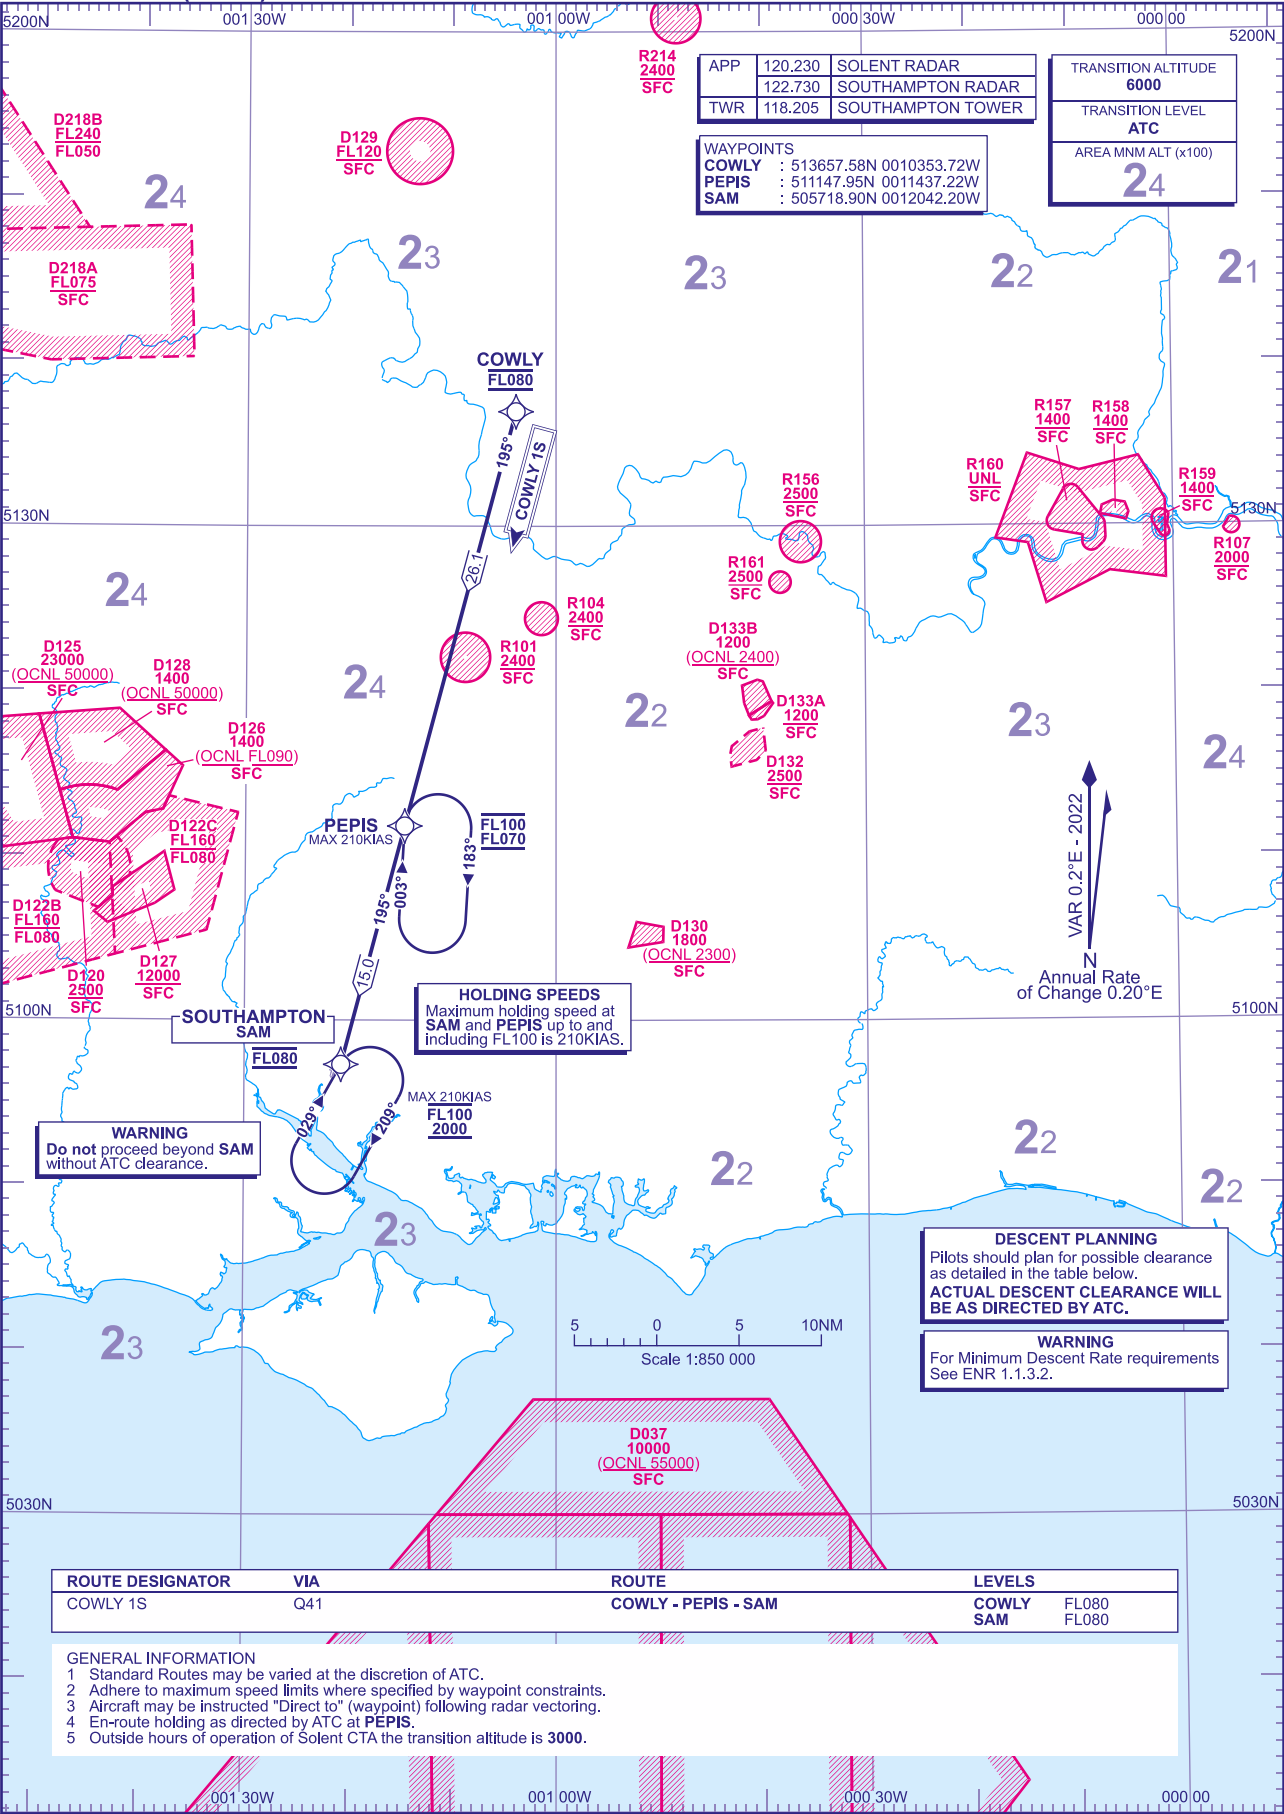 001 30W
001 00W
000 30W
000 00
5200N
5200N
R214
2400
SFC
APP 120.230 SOLENT RADAR
122.730 SOUTHAMPTON RADAR
TWR 118.205 SOUTHAMPTON TOWER
TRANSITION ALTITUDE
6000
TRANSITION LEVEL
ATC
AREA MNM ALT (x100)
24
WAYPOINTS
COWLY : 513657.58N 0010353.72W
PEPIS : 511147.95N 0011437.22W
SAM : 505718.90N 0012042.20W
D218B
FL240
FL050
D129
FL120
SFC
24
23
23
22
21
D218A
FL075
SFC
COWLY
FL080
195°
COWLY 1S
26.1
R157
1400
SFC
R158
1400
SFC
R160
UNL
SFC
R159
1400
SFC
R156
2500
SFC
5130N
5130N
R107
2000
SFC
R161
2500
SFC
24
R104
2400
SFC
R101
2400
SFC
D133B
1200
(OCNL 2400)
SFC
D125
23000
(OCNL 50000)
SFC
D128
1400
(OCNL 50000)
SFC
24
22
D133A
1200
SFC
23
24
D126
1400
(OCNL FL090)
SFC
D132
2500
SFC
D122C
FL160
FL080
PEPIS
MAX 210KIAS
FL100
FL070
183°
003°
195°
15.0
VAR 0.2°E - 2022
N
Annual Rate
of Change 0.20°E
D122B
FL160
FL080
D130
1800
(OCNL 2300)
SFC
D127
12000
SFC
D120
2500
SFC
5100N
5100N
SOUTHAMPTON
SAM
FL080
HOLDING SPEEDS
Maximum holding speed at
SAM and PEPIS up to and
including FL100 is 210KIAS.
MAX 210KIAS
FL100
2000
029°
209°
WARNING
Do not proceed beyond SAM
without ATC clearance.
22
22
22
23
23
DESCENT PLANNING
Pilots should plan for possible clearance
as detailed in the table below.
ACTUAL DESCENT CLEARANCE WILL
BE AS DIRECTED BY ATC.
5 0 5 10NM
Scale 1:850 000
WARNING
For Minimum Descent Rate requirements
See ENR 1.1.3.2.
D037
10000
(OCNL 55000)
SFC
5030N
5030N
ROUTE DESIGNATOR VIA ROUTE LEVELS
COWLY 1S Q41 COWLY - PEPIS - SAM COWLY FL080
SAM FL080
GENERAL INFORMATION
1 Standard Routes may be varied at the discretion of ATC.
2 Adhere to maximum speed limits where specified by waypoint constraints.
3 Aircraft may be instructed "Direct to" (waypoint) following radar vectoring.
4 En-route holding as directed by ATC at PEPIS.
5 Outside hours of operation of Solent CTA the transition altitude is 3000.
001 30W
001 00W
000 30W
000 00